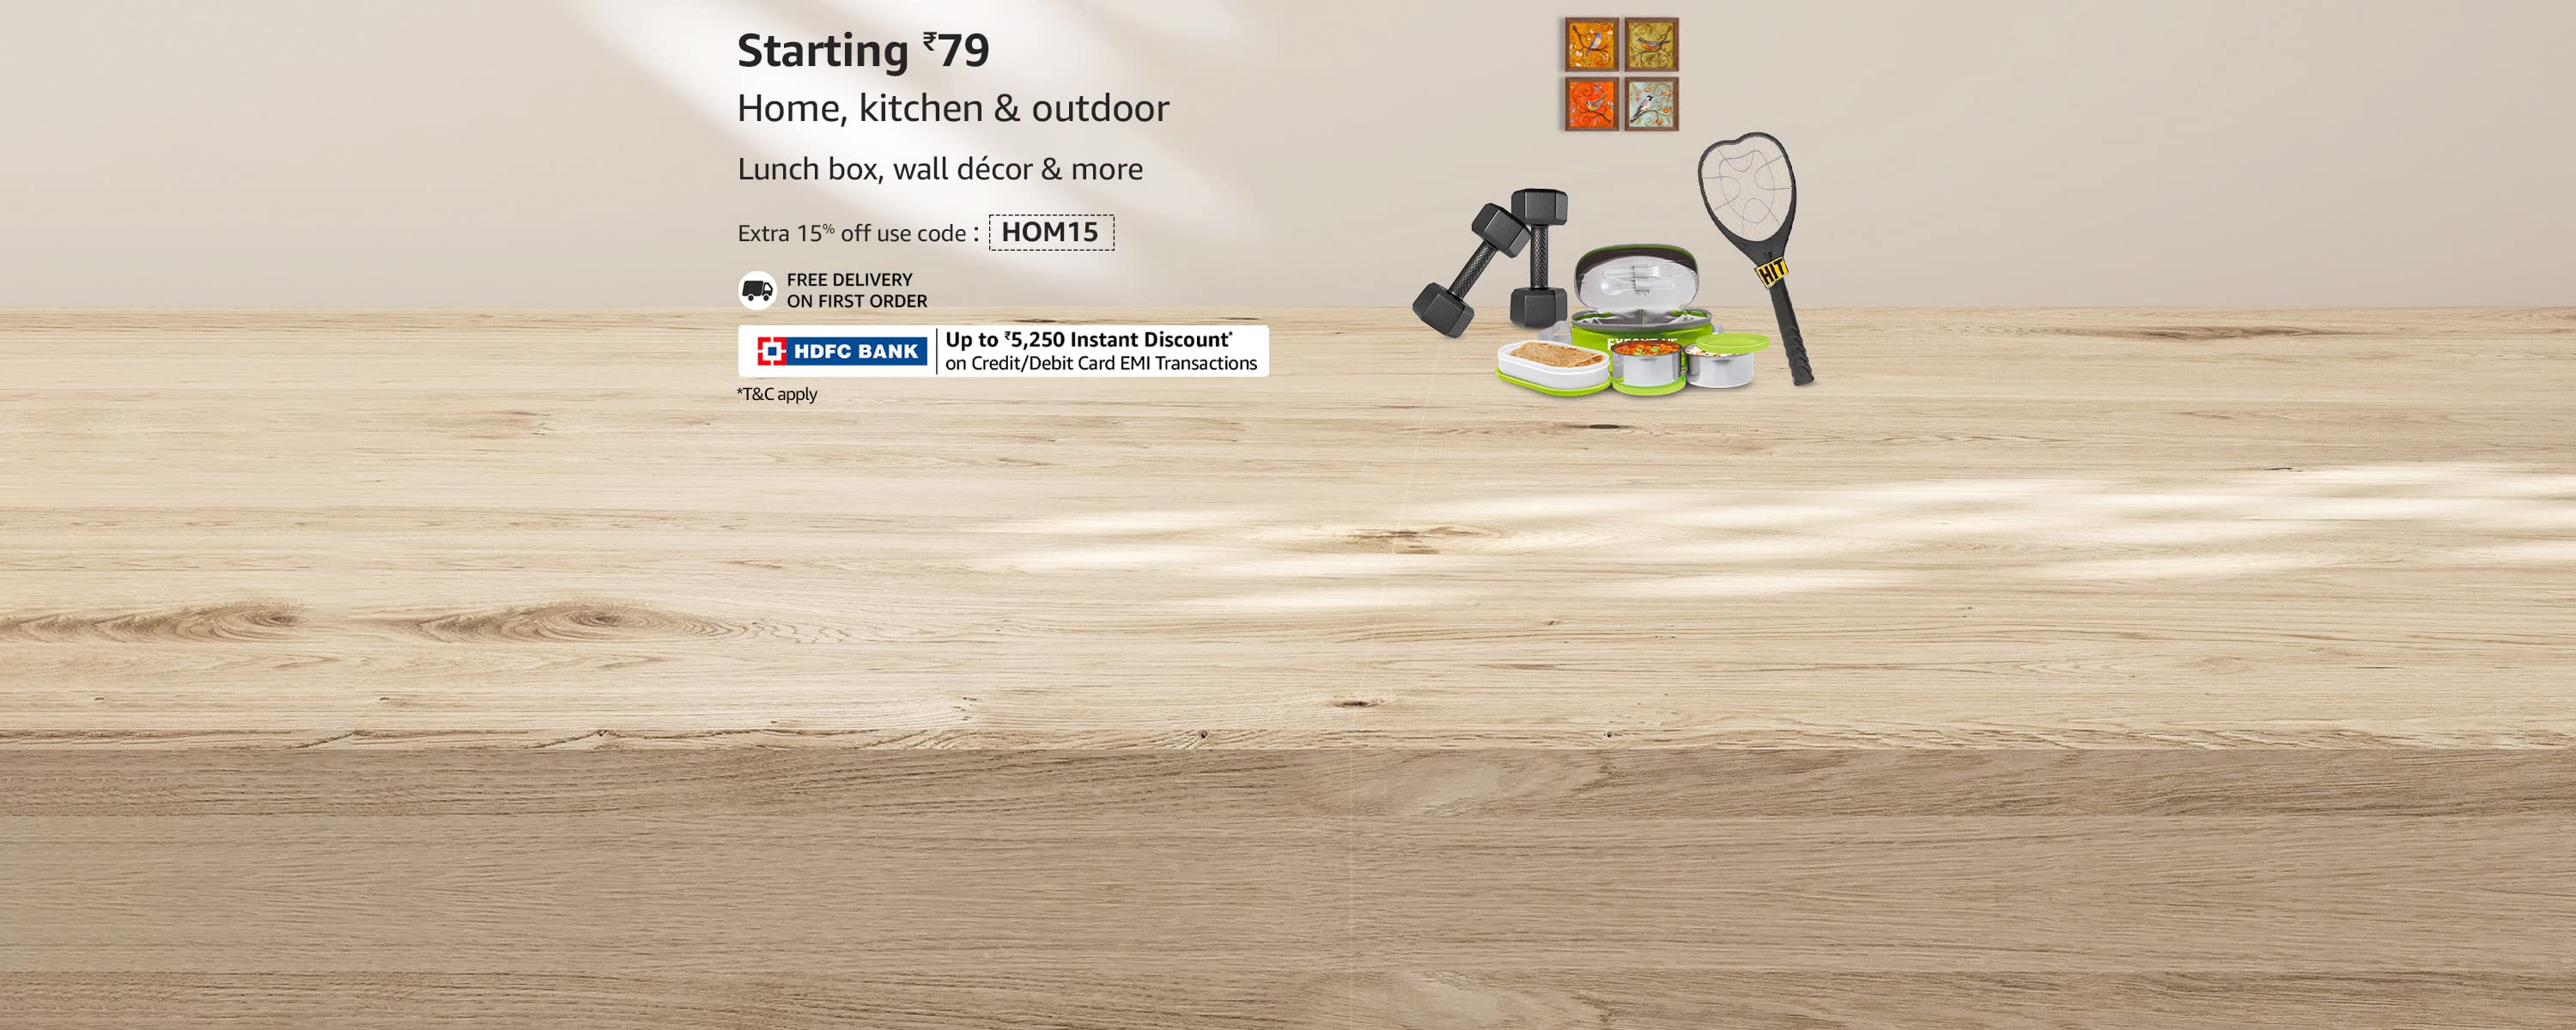 Starting ₹79
Home, kitchen & outdoor
Lunch box, wall décor & more
Extra 15% off use code : HOM15
FREE DELIVERY
ON FIRST ORDER
HDFC BANK
Up to ₹5,250 Instant Discount*
on Credit/Debit Card EMI Transactions
*T&C apply
HIT